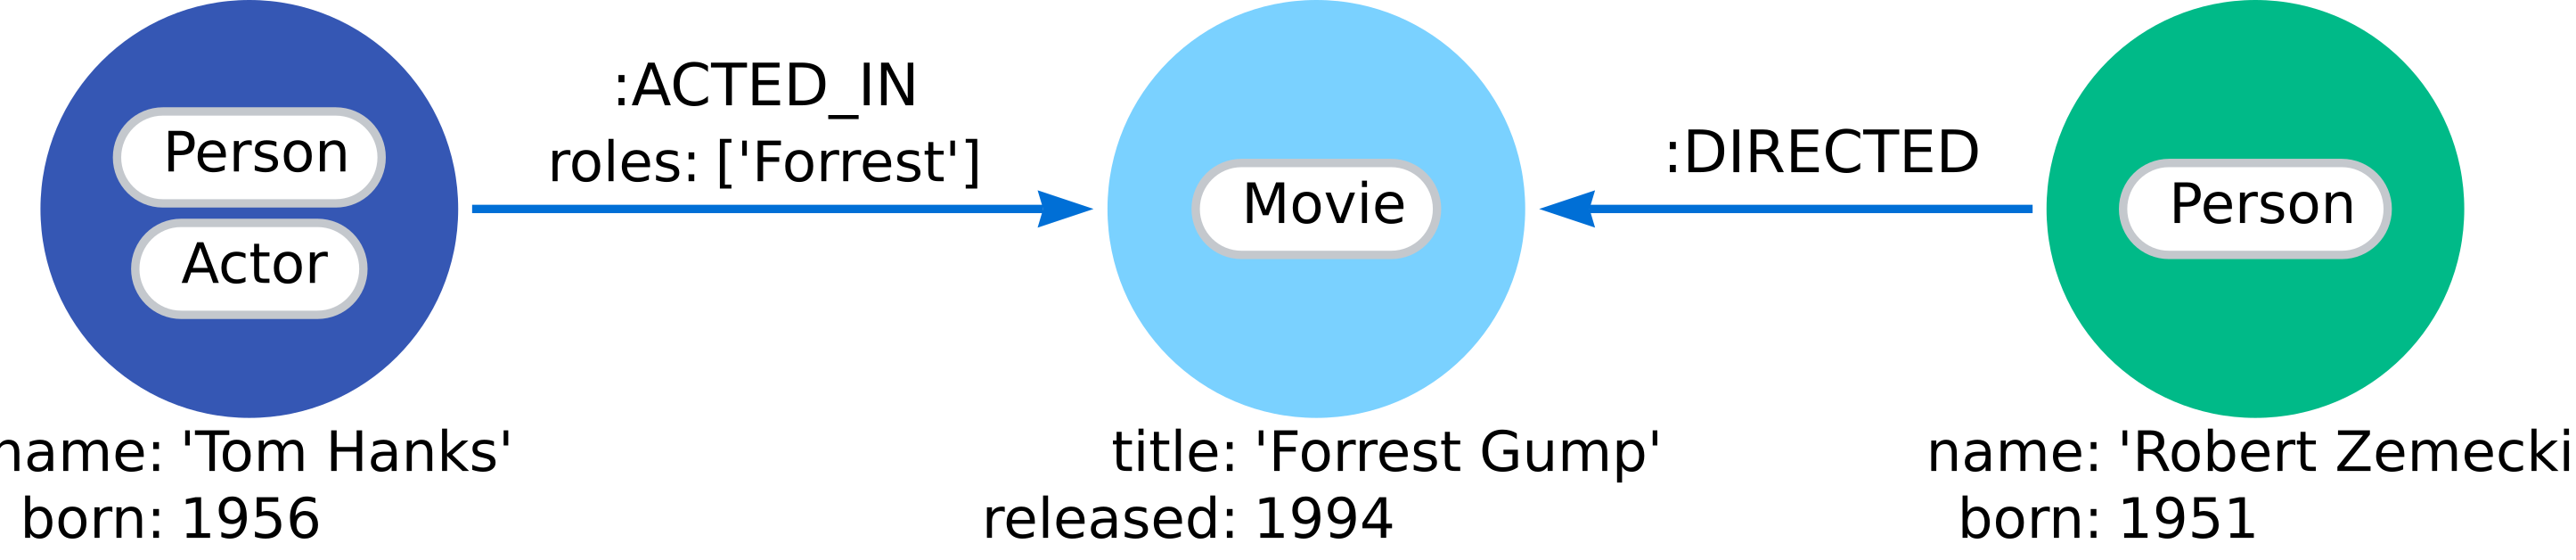 Person
Actor
name: 'Tom Hanks'
born: 1956
:ACTED_IN
roles: ['Forrest']
Movie
title: 'Forrest Gump'
released: 1994
:DIRECTED
Person
name: 'Robert Zemecki
born: 1951